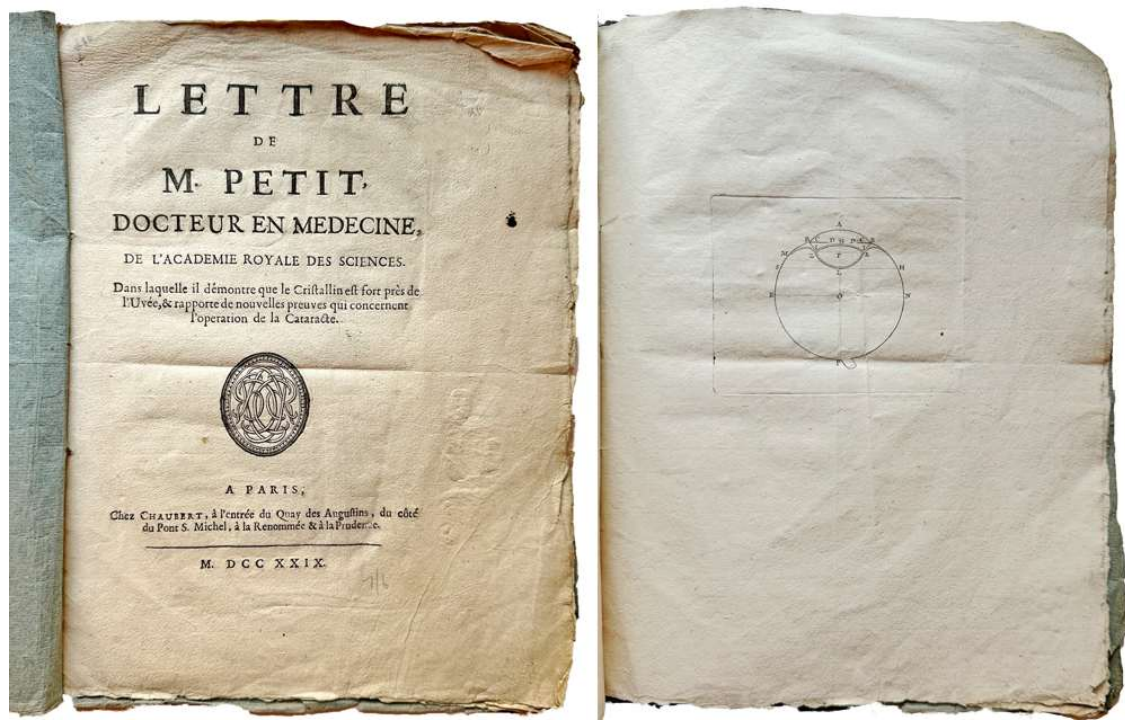 LETTRE
DE
M. PETIT,
DOCTEUR EN MEDECINE,
DE L'ACADEMIE ROYALE DES SCIENCES.
Dans laquelle il démontre que le Criſtallin eſt fort près de
l'Uvée, & rapporte de nouvelles preuves qui concernent
l'operation de la Cataracte.
A PARIS,
Chez CHAUBERT, à l'entrée du Quay des Auguſtins, du côté
du Pont S. Michel, à la Renommée & à la Prudence.
M. DCC XXIX.
A
M
H
N
O